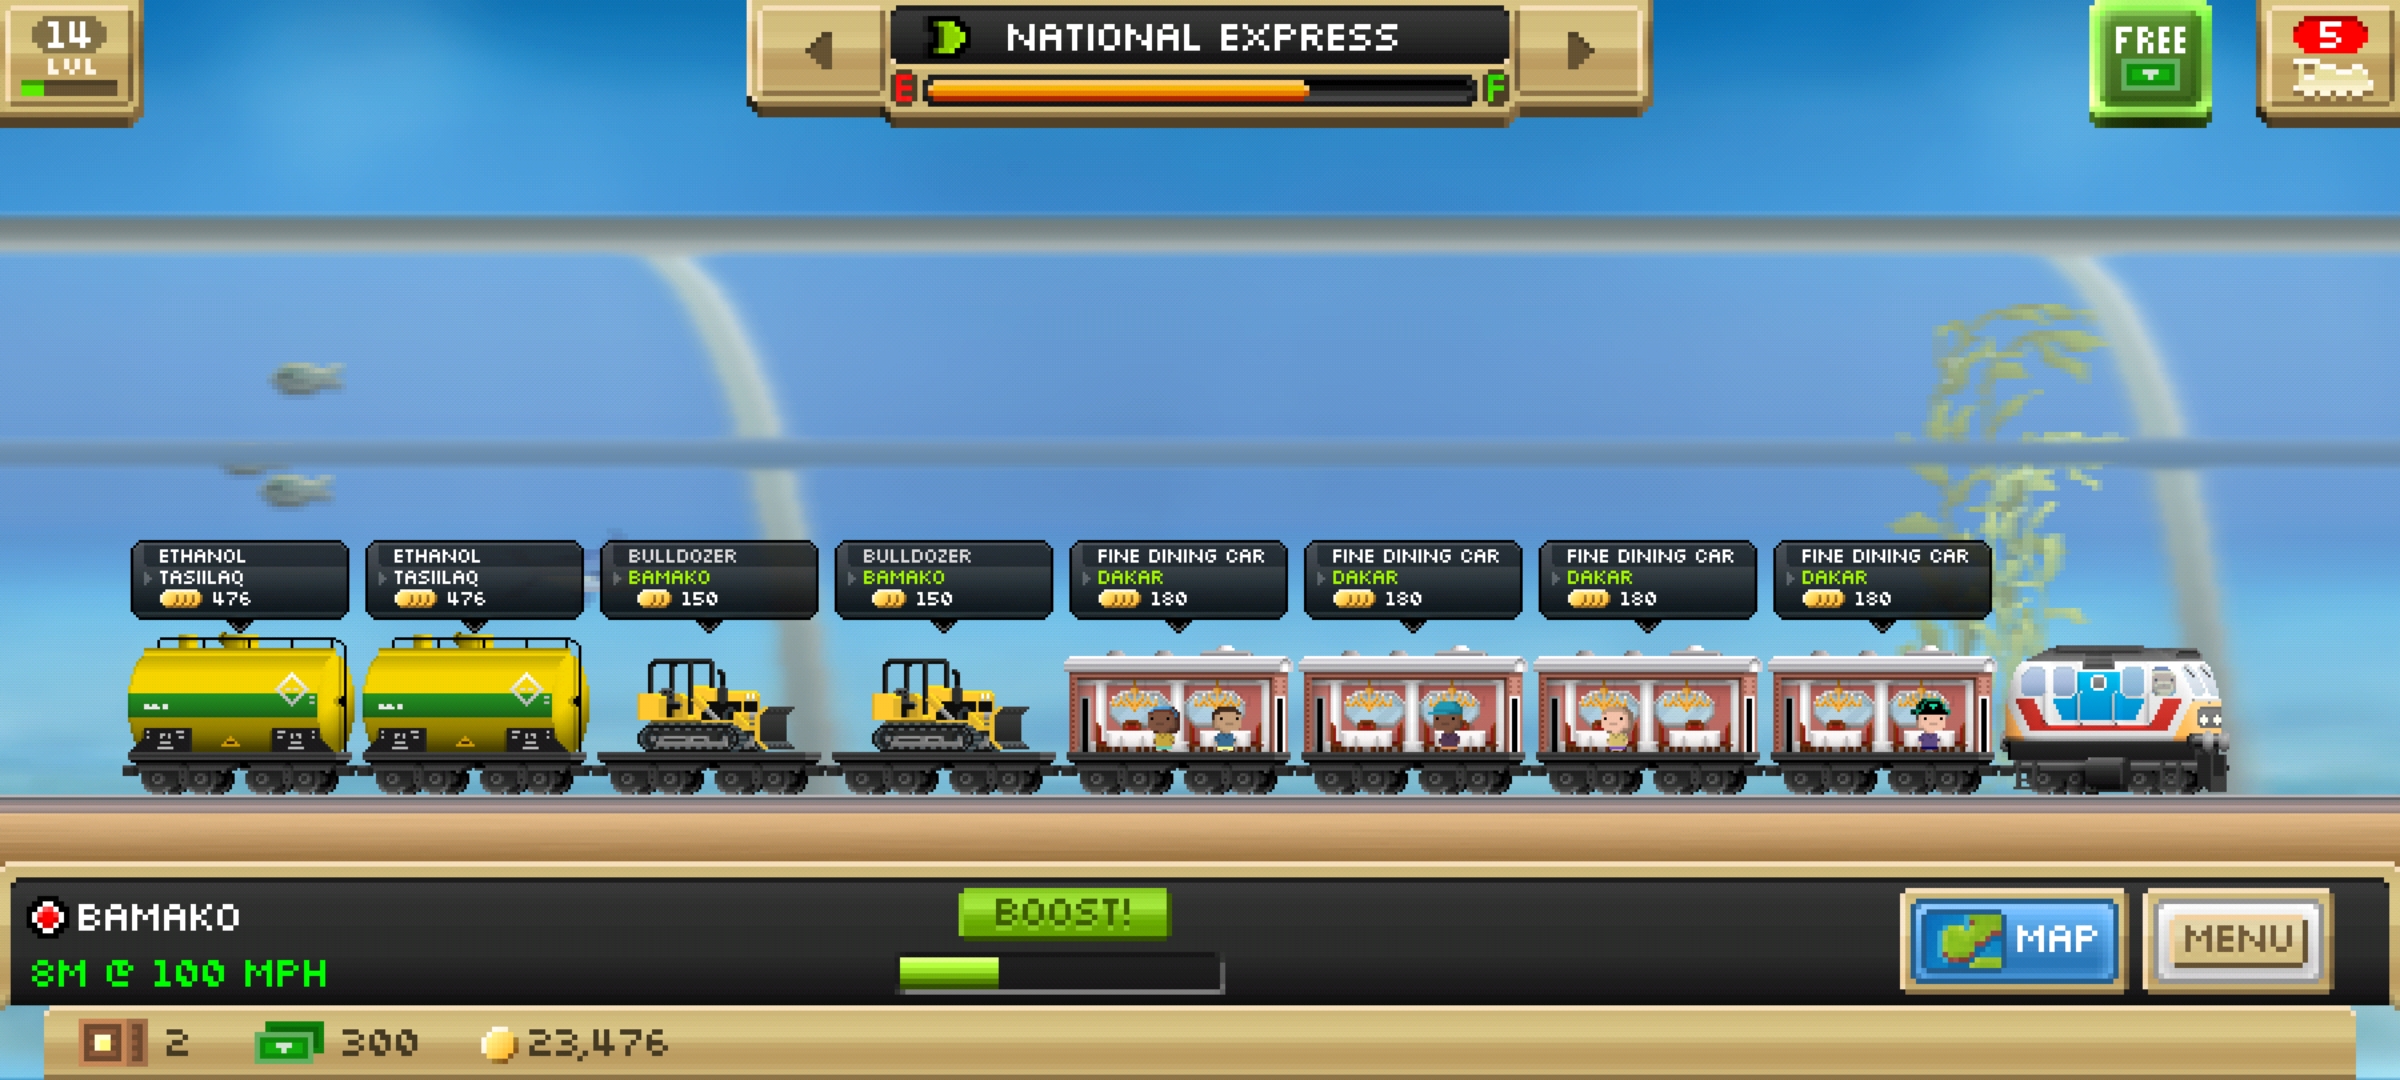 14
LVL
NATIONAL EXPRESS
E
F
FREE
5
ETHANOL
TASIILAQ
476
ETHANOL
TASIILAQ
476
BULLDOZER
BAMAKO
150
BULLDOZER
BAMAKO
150
FINE DINING CAR
DAKAR
180
FINE DINING CAR
DAKAR
180
FINE DINING CAR
DAKAR
180
FINE DINING CAR
DAKAR
180
BAMAKO
8M @ 100 MPH
BOOST!
MAP
MENU
2
300
23,476